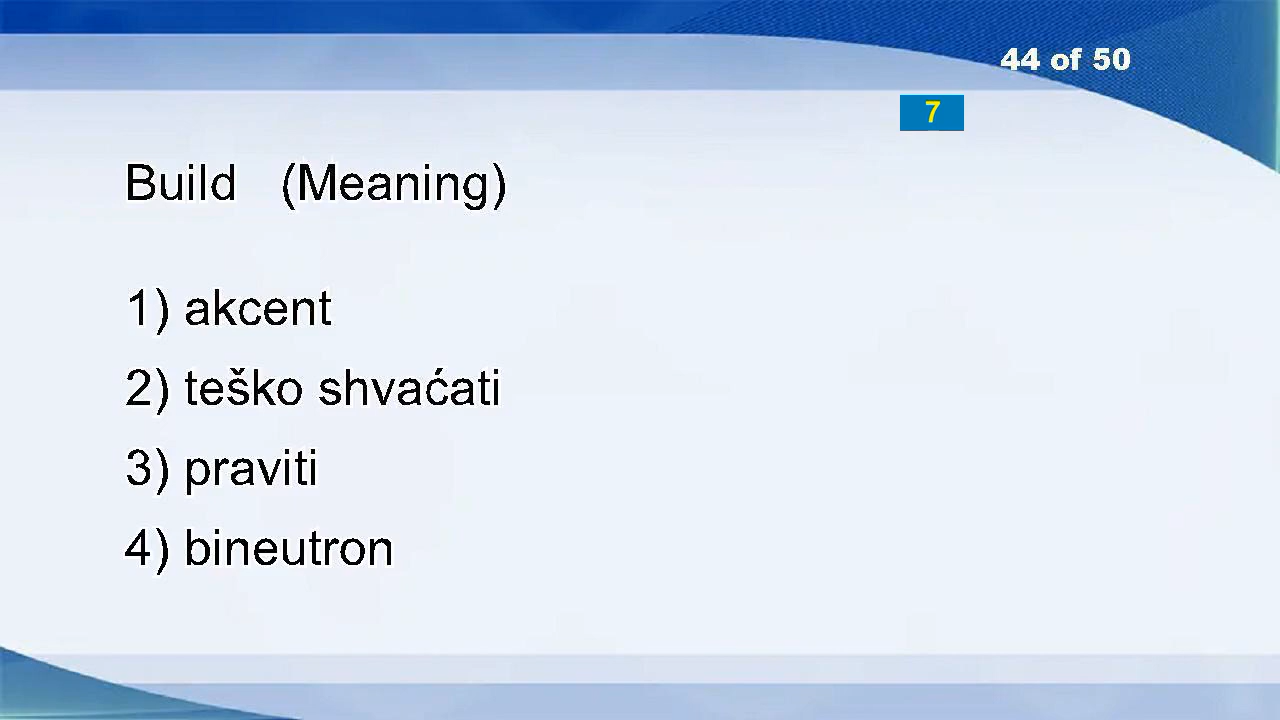 44 of 50
7
Build (Meaning)
1) akcent
2) teško shvaćati
3) praviti
4) bineutron